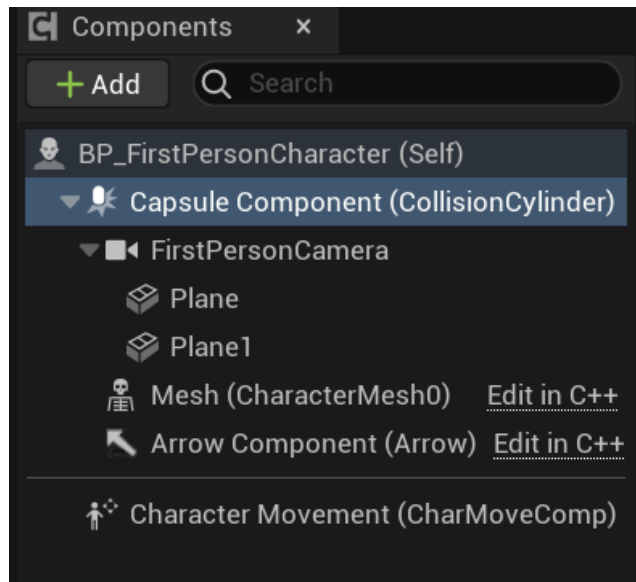 Components ×
+ Add Search
BP_FirstPersonCharacter (Self)
Capsule Component (CollisionCylinder)
FirstPersonCamera
Plane
Plane1
Mesh (CharacterMesh0) Edit in C++
Arrow Component (Arrow) Edit in C++
Character Movement (CharMoveComp)